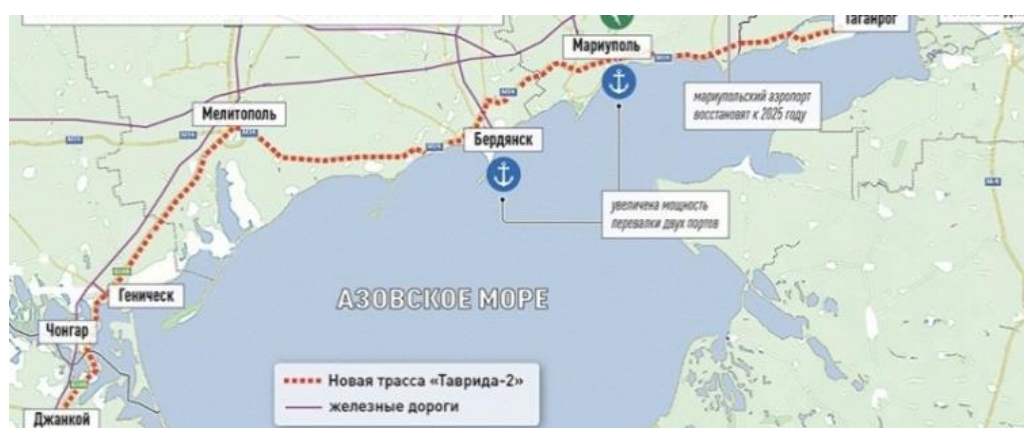 Таганрог
Мариуполь
мариупольский аэропорт
восстановят к 2025 году
Мелитополь
Бердянск
увеличена мощность
перевалки двух портов
Геническ
АЗОВСКОЕ МОРЕ
Чонгар
Новая трасса «Таврида-2»
железные дороги
Джанкой